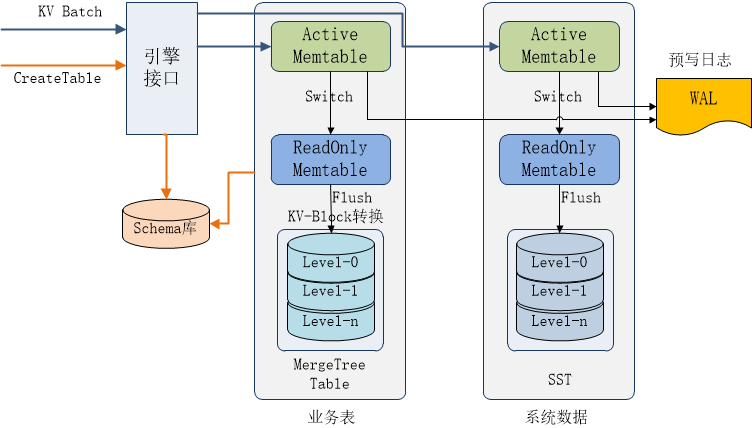 KV Batch
CreateTable
引擎
接口
Schema库
Active
Memtable
Switch
ReadOnly
Memtable
Flush
KV-Block转换
Level-0
Level-1
Level-n
MergeTree
Table
业务表
Active
Memtable
Switch
ReadOnly
Memtable
Flush
Level-0
Level-1
Level-n
SST
系统数据
预写日志
WAL